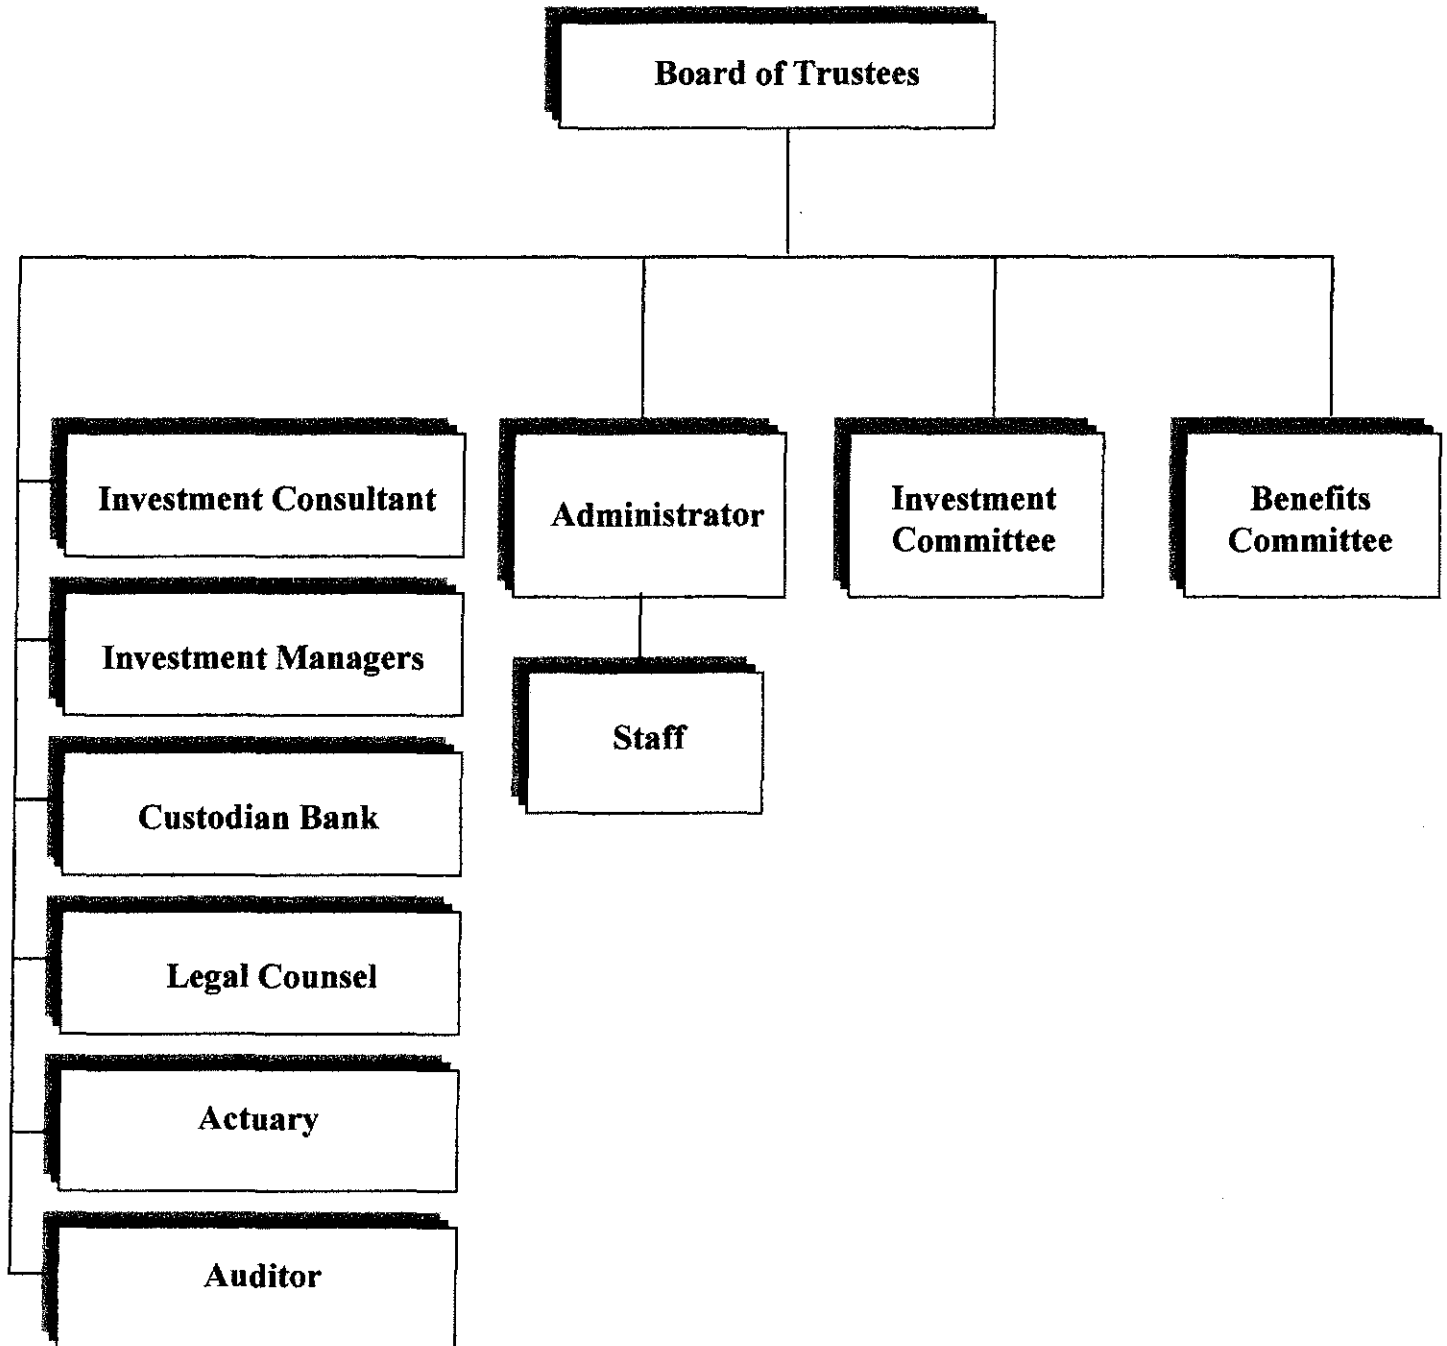 Board of Trustees
Investment Consultant
Administrator
Investment
Committee
Benefits
Committee
Investment Managers
Staff
Custodian Bank
Legal Counsel
Actuary
Auditor